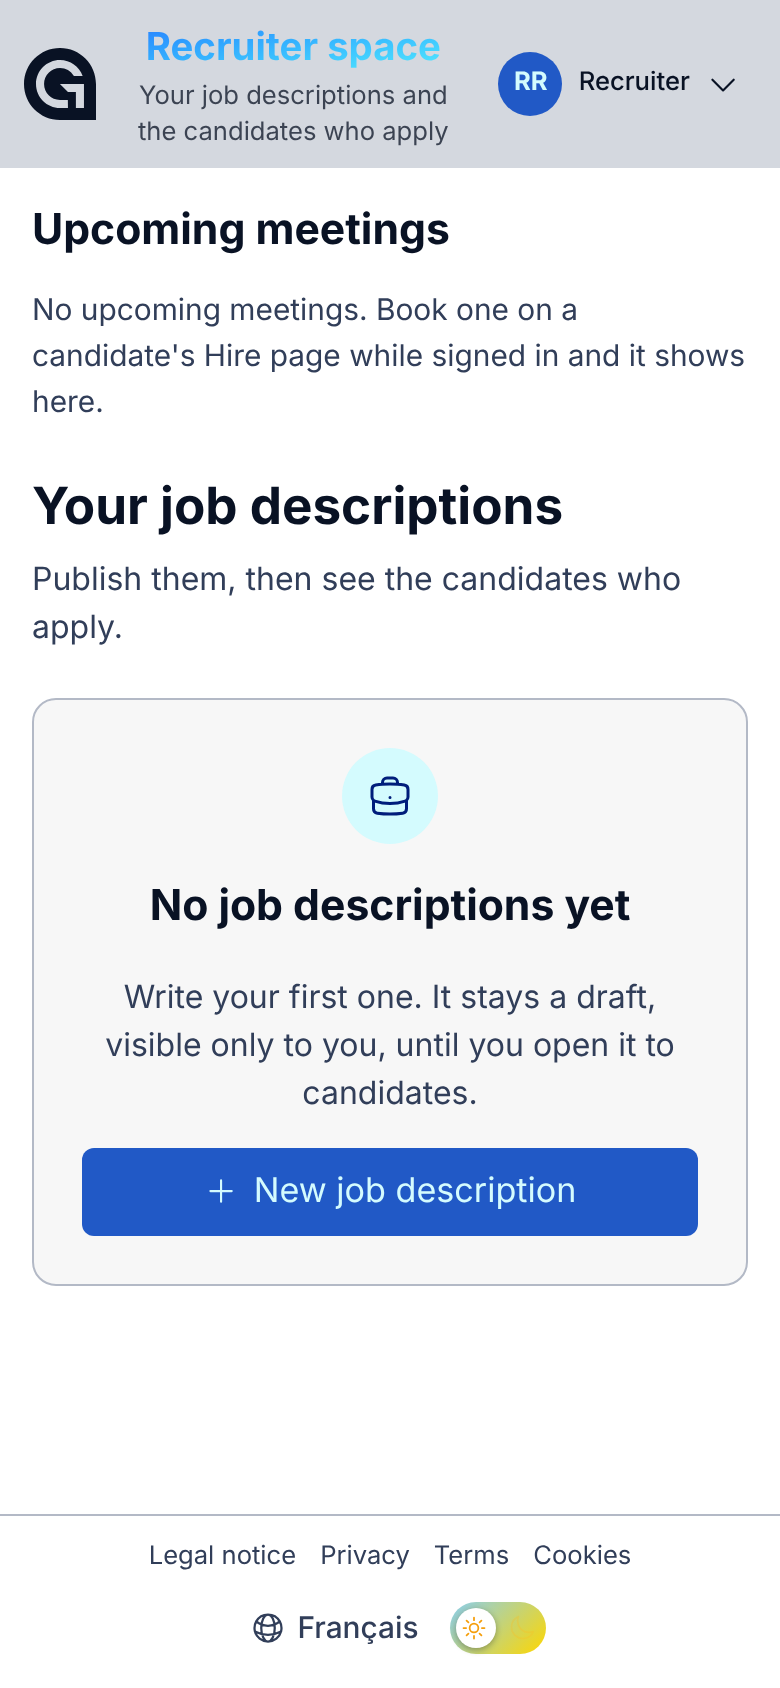 Recruiter space
Your job descriptions and
the candidates who apply
RR
Recruiter
Upcoming meetings
No upcoming meetings. Book one on a
candidate's Hire page while signed in and it shows
here.
Your job descriptions
Publish them, then see the candidates who
apply.
No job descriptions yet
Write your first one. It stays a draft,
visible only to you, until you open it to
candidates.
New job description
Legal notice Privacy Terms Cookies
Français